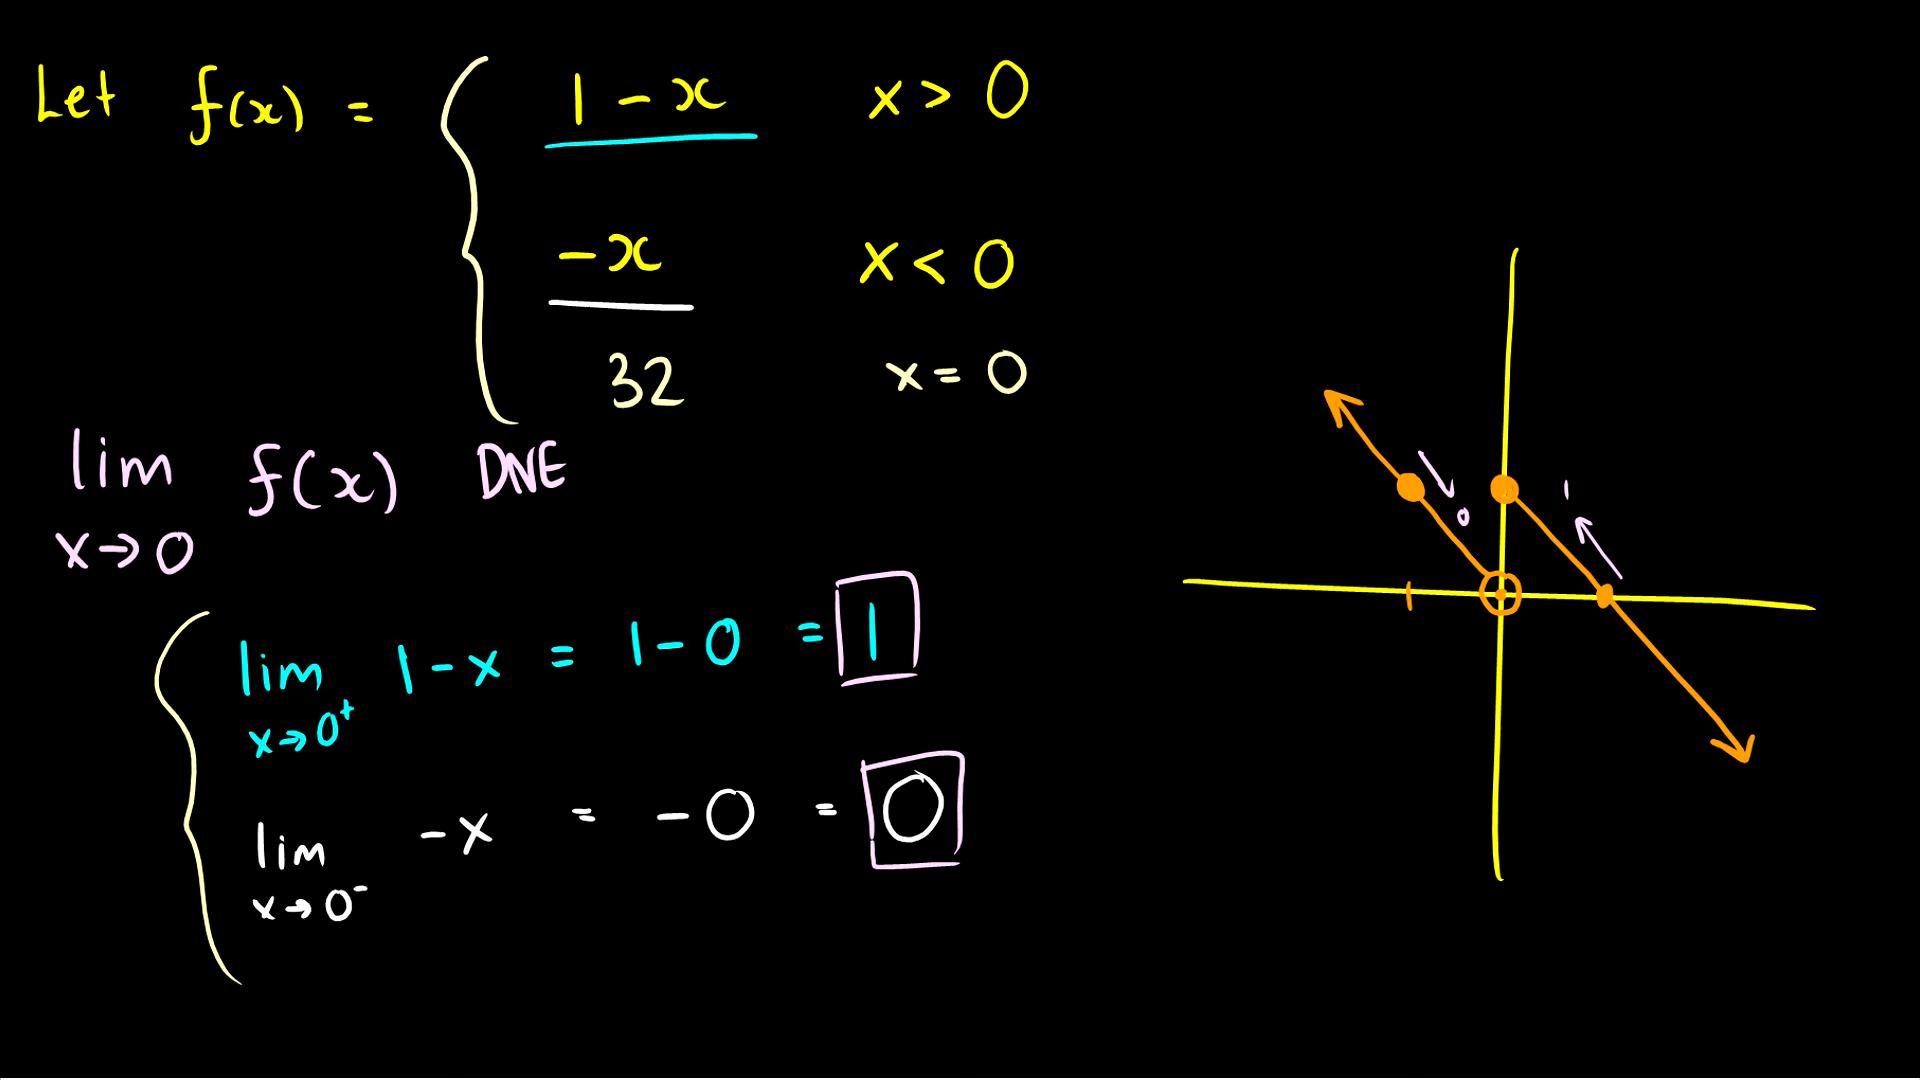 Let f(x) = { 1 - x x > 0
-x x < 0
32 x = 0
lim f(x) DNE
x→0
lim 1 - x = 1 - 0 = 1
x→0⁺
lim -x = -0 = 0
x→0⁻
0
1